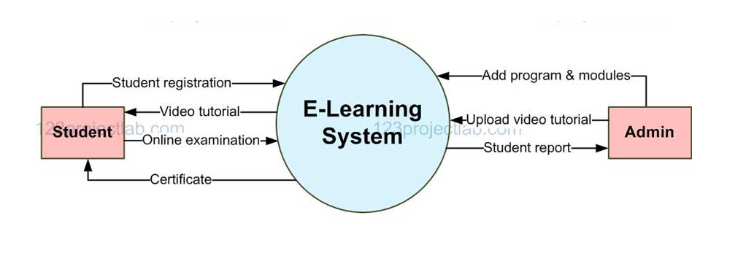 Student registration
Video tutorial
Student
Online examination
Certificate
E-Learning
System
Add program & modules
Upload video tutorial
Admin
Student report
123projectlab.com
123projectlab.com